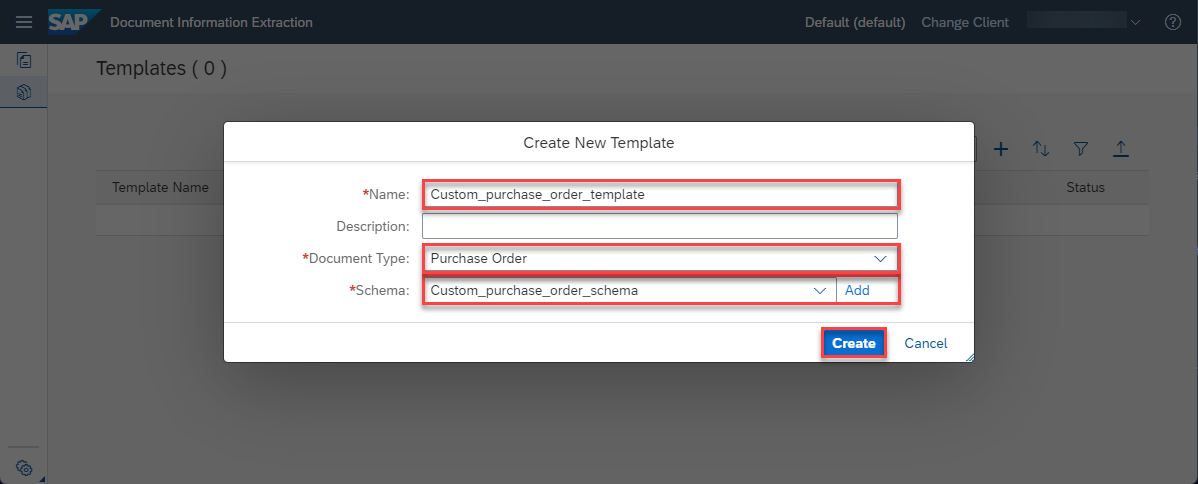 SAP Document Information Extraction Default (default) Change Client
Templates ( 0 )
Create New Template
Template Name Status
*Name: Custom_purchase_order_template
Description:
*Document Type: Purchase Order
*Schema: Custom_purchase_order_schema Add
Create Cancel